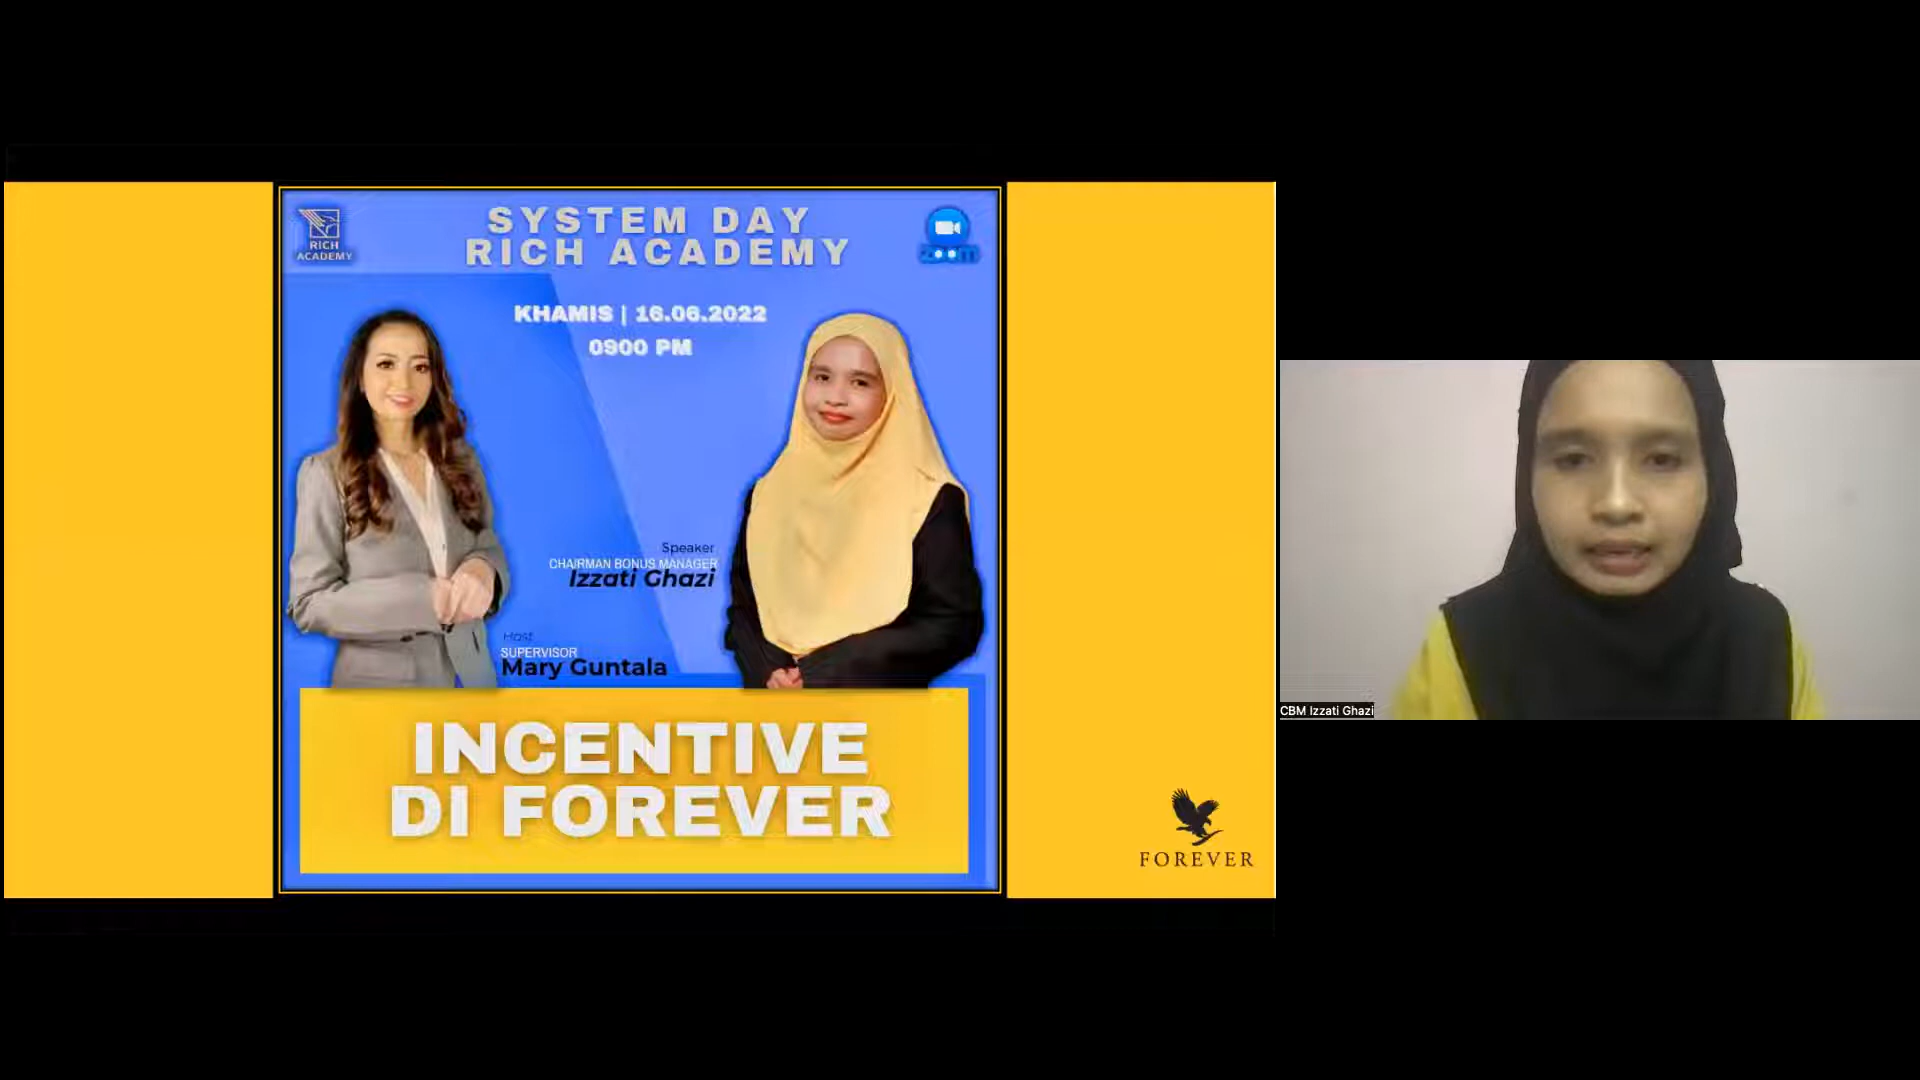 RICH
ACADEMY
SYSTEM DAY
RICH ACADEMY
zoom
KHAMIS | 16.06.2022
0900 PM
Speaker
CHAIRMAN BONUS MANAGER
Izzati Ghazi
Host
SUPERVISOR
Mary Guntala
INCENTIVE
DI FOREVER
FOREVER
CBM Izzati Ghazi